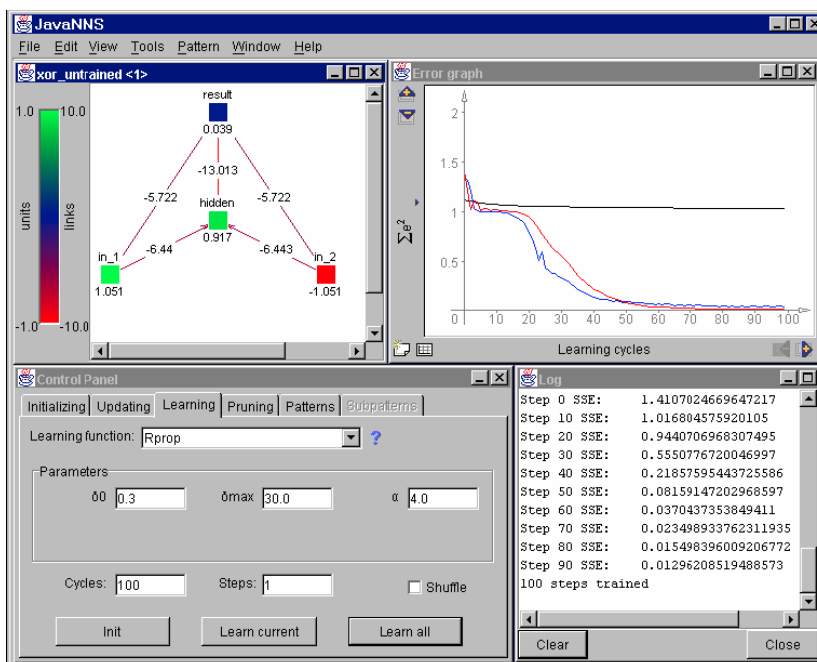 JavaNNS
File Edit View Tools Pattern Window Help
xor_untrained <1>
1.0 10.0
units
links
-1.0 -10.0
result
0.039
-13.013
-5.722 -5.722
hidden
0.917
-6.44 -6.443
in_1 in_2
1.051 -1.051
Error graph
2
1.5
1
0.5
∑e²
0 10 20 30 40 50 60 70 80 90 100
Learning cycles
Control Panel
Initializing Updating Learning Pruning Patterns Subpatterns
Learning function: Rprop ?
Parameters
δ0 0.3 δmax 30.0 α 4.0
Cycles: 100 Steps: 1 Shuffle
Init Learn current Learn all
Log
Step 0 SSE: 1.4107024669647217
Step 10 SSE: 1.016804575920105
Step 20 SSE: 0.9440706968307495
Step 30 SSE: 0.5550776720046997
Step 40 SSE: 0.21857595443725586
Step 50 SSE: 0.08159147202968597
Step 60 SSE: 0.0370437353849411
Step 70 SSE: 0.023498933762311935
Step 80 SSE: 0.015498396009206772
Step 90 SSE: 0.01296208519488573
100 steps trained
Clear Close